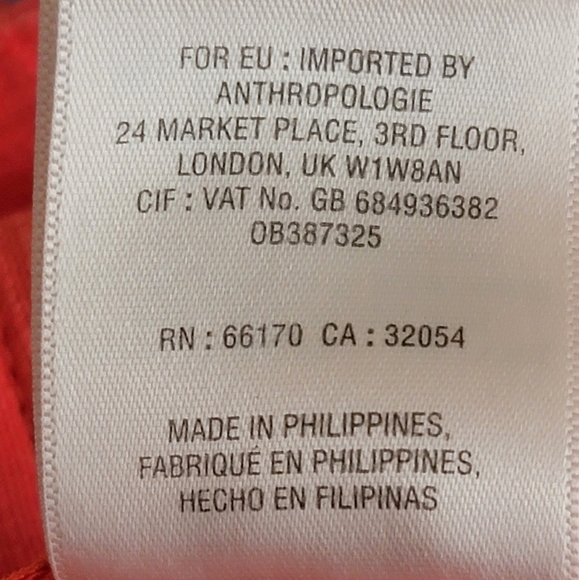 FOR EU : IMPORTED BY
ANTHROPOLOGIE
24 MARKET PLACE, 3RD FLOOR,
LONDON, UK W1W8AN
CIF : VAT No. GB 684936382
OB387325
RN : 66170 CA : 32054
MADE IN PHILIPPINES,
FABRIQUÉ EN PHILIPPINES,
HECHO EN FILIPINAS